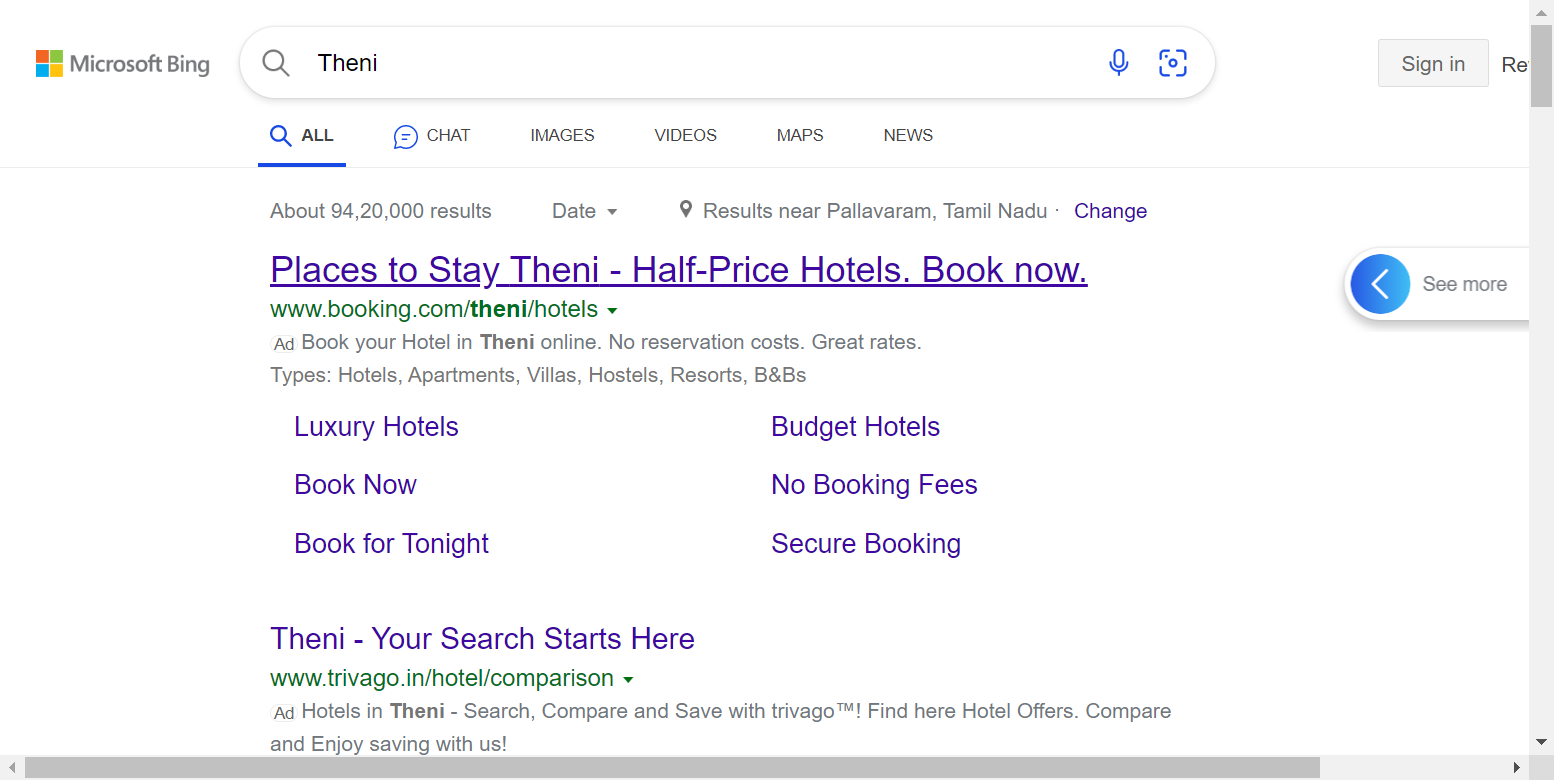 Microsoft Bing
Theni
Sign in
Re
ALL
CHAT
IMAGES
VIDEOS
MAPS
NEWS
About 94,20,000 results
Date
Results near Pallavaram, Tamil Nadu ·
Change
Places to Stay Theni - Half-Price Hotels. Book now.
www.booking.com/theni/hotels
See more
Ad Book your Hotel in Theni online. No reservation costs. Great rates.
Types: Hotels, Apartments, Villas, Hostels, Resorts, B&Bs
Luxury Hotels
Budget Hotels
Book Now
No Booking Fees
Book for Tonight
Secure Booking
Theni - Your Search Starts Here
www.trivago.in/hotel/comparison
Ad Hotels in Theni - Search, Compare and Save with trivago™! Find here Hotel Offers. Compare
and Enjoy saving with us!